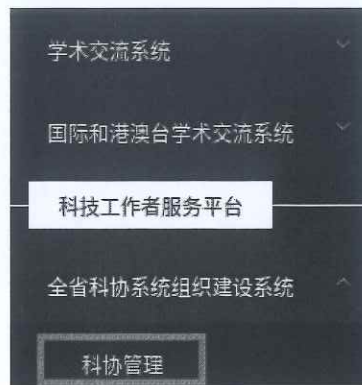 学术交流系统
国际和港澳台学术交流系统
科技工作者服务平台
全省科协系统组织建设系统
科协管理